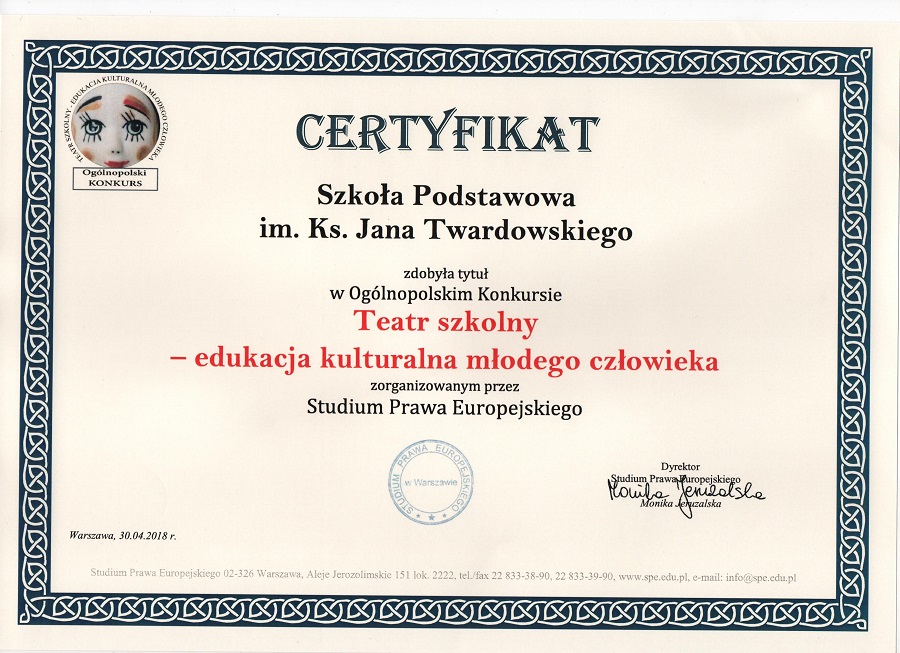 TEATR SZKOLNY - EDUKACJA KULTURALNA MŁODEGO CZŁOWIEKA
Ogólnopolski
KONKURS
CERTYFIKAT
Szkoła Podstawowa
im. Ks. Jana Twardowskiego
zdobyła tytuł
w Ogólnopolskim Konkursie
Teatr szkolny
– edukacja kulturalna młodego człowieka
zorganizowanym przez
Studium Prawa Europejskiego
STUDIUM PRAWA EUROPEJSKIEGO
w Warszawie
Dyrektor
Studium Prawa Europejskiego
Monika Jeruzalska
Monika Jeruzalska
Warszawa, 30.04.2018 r.
Studium Prawa Europejskiego 02-326 Warszawa, Aleje Jerozolimskie 151 lok. 2222, tel./fax 22 833-38-90, 22 833-39-90, www.spe.edu.pl, e-mail: info@spe.edu.pl